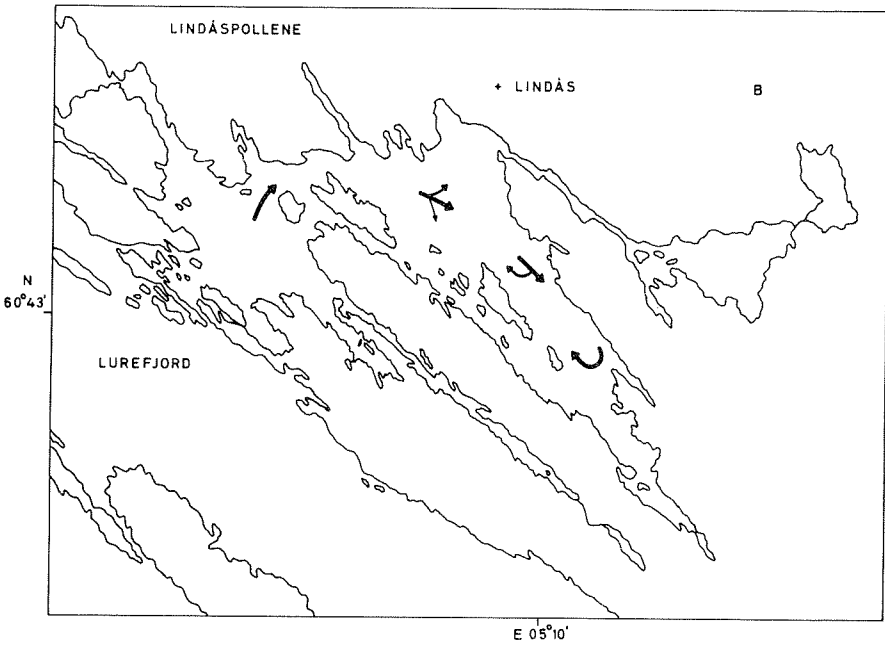 LINDÅSPOLLENE
+ LINDÅS
B
N
60°43'
LUREFJORD
E 05°10'